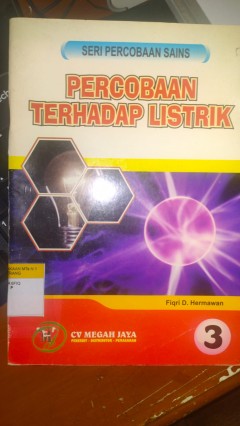 SERI PERCOBAAN SAINS
PERCOBAAN
TERHADAP LISTRIK
Fiqri D. Hermawan
3
CV MEGAH JAYA